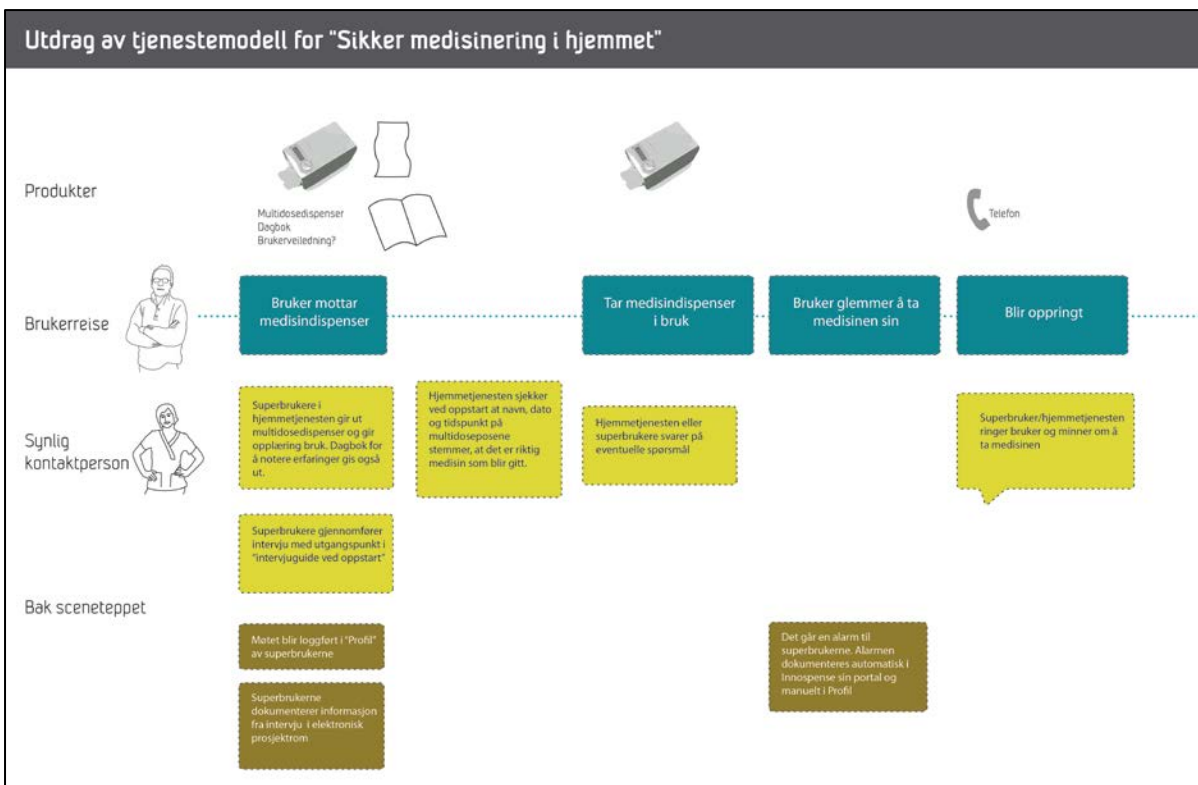 Utdrag av tjenestemodell for "Sikker medisinering i hjemmet"
Produkter
Multidosedispenser
Dagbok
Brukerveiledning?
Telefon
Brukerreise
Bruker mottar
medisindispenser
Tar medisindispenser
i bruk
Bruker glemmer å ta
medisinen sin
Blir oppringt
Synlig
kontaktperson
Superbrukere i
hjemmetjenesten gir ut
multidosedispenser og gir
opplæring bruk. Dagbok for
å notere erfaringer gis også
ut.
Hjemmetjenesten sjekker
ved oppstart at navn, dato
og tidspunkt på
multidoseposene
stemmer, at det er riktig
medisin som blir gitt.
Hjemmetjenesten eller
superbrukere svarer på
eventuelle spørsmål
Superbruker/hjemmetjenesten
ringer bruker og minner om å
ta medisinen
Superbrukere gjennomfører
intervju med utgangspunkt i
"intervjuguide ved oppstart"
Bak sceneteppet
Møtet blir loggført i "Profil"
av superbrukerne
Superbrukerne
dokumenterer informasjon
fra intervju i elektronisk
prosjektrom
Det går en alarm til
superbrukerne. Alarmen
dokumenteres automatisk i
Innospense sin portal og
manuelt i Profil